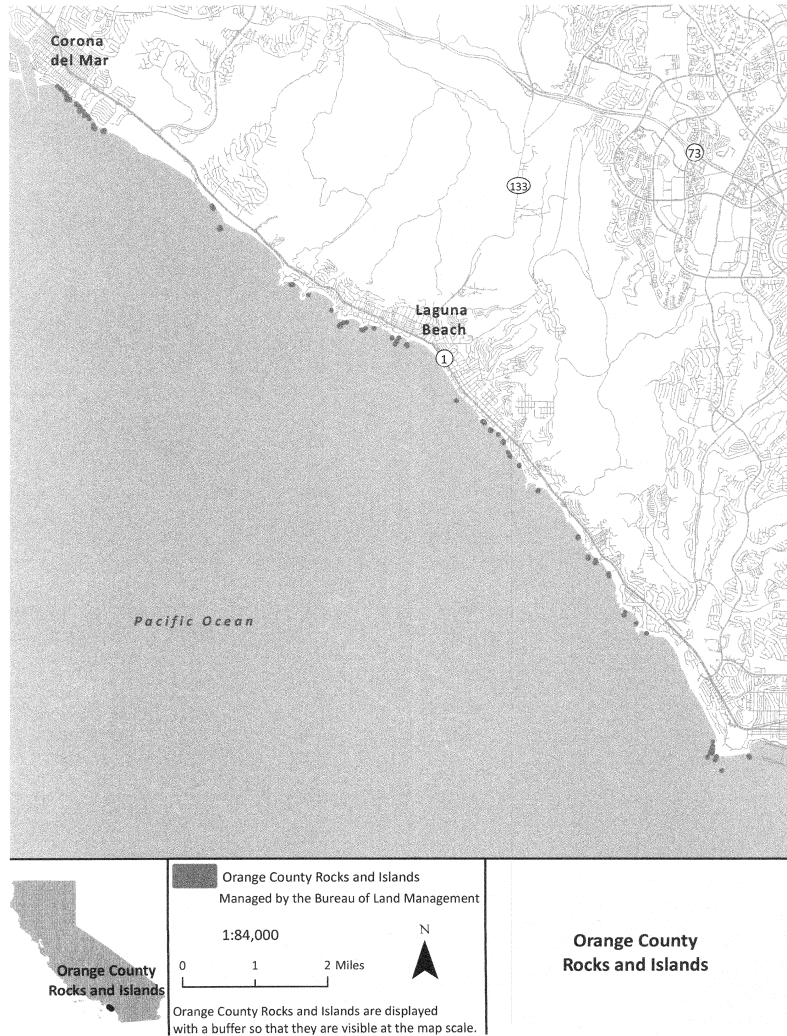 Corona
del Mar
73
133
Laguna
Beach
1
Pacific Ocean
Orange County Rocks and Islands
Managed by the Bureau of Land Management
1:84,000
N
0 1 2 Miles
Orange County Rocks and Islands are displayed
with a buffer so that they are visible at the map scale.
Orange County
Rocks and Islands
Orange County
Rocks and Islands